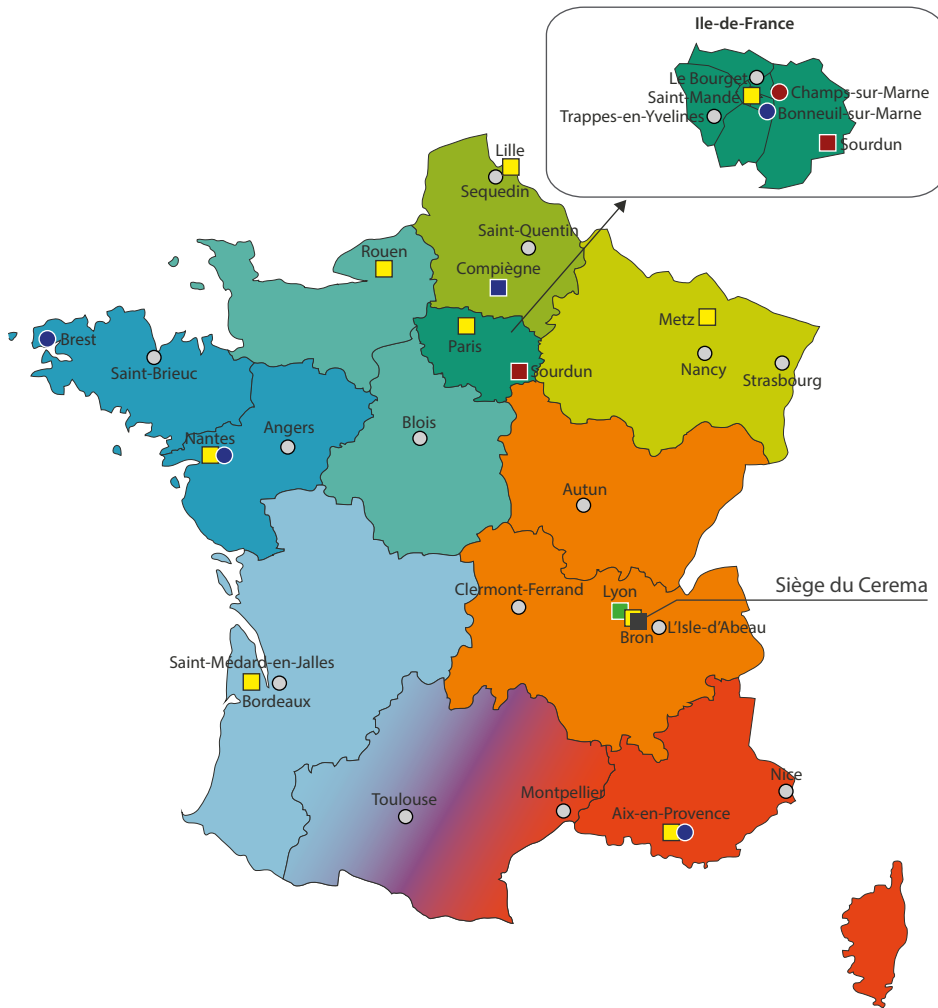 Ile-de-France
Le Bourget
Saint-Mandé
Champs-sur-Marne
Trappes-en-Yvelines
Bonneuil-sur-Marne
Sourdun
Lille
Sequedin
Saint-Quentin
Rouen
Compiègne
Metz
Brest
Paris
Saint-Brieuc
Sourdun
Nancy
Strasbourg
Nantes
Angers
Blois
Autun
Siège du Cerema
Clermont-Ferrand
Lyon
Bron
L'Isle-d'Abeau
Saint-Médard-en-Jalles
Bordeaux
Toulouse
Montpellier
Nice
Aix-en-Provence